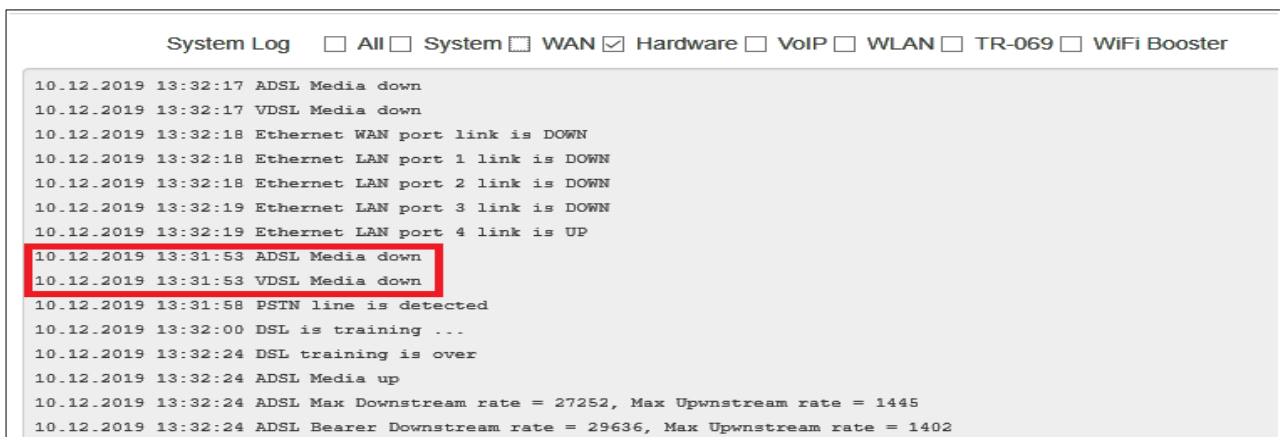 System Log All System WAN Hardware VoIP WLAN TR-069 WiFi Booster
10.12.2019 13:32:17 ADSL Media down
10.12.2019 13:32:17 VDSL Media down
10.12.2019 13:32:18 Ethernet WAN port link is DOWN
10.12.2019 13:32:18 Ethernet LAN port 1 link is DOWN
10.12.2019 13:32:18 Ethernet LAN port 2 link is DOWN
10.12.2019 13:32:19 Ethernet LAN port 3 link is DOWN
10.12.2019 13:32:19 Ethernet LAN port 4 link is UP
10.12.2019 13:31:53 ADSL Media down
10.12.2019 13:31:53 VDSL Media down
10.12.2019 13:31:58 PSTN line is detected
10.12.2019 13:32:00 DSL is training ...
10.12.2019 13:32:24 DSL training is over
10.12.2019 13:32:24 ADSL Media up
10.12.2019 13:32:24 ADSL Max Downstream rate = 27252, Max Upwnstream rate = 1445
10.12.2019 13:32:24 ADSL Bearer Downstream rate = 29636, Max Upwnstream rate = 1402